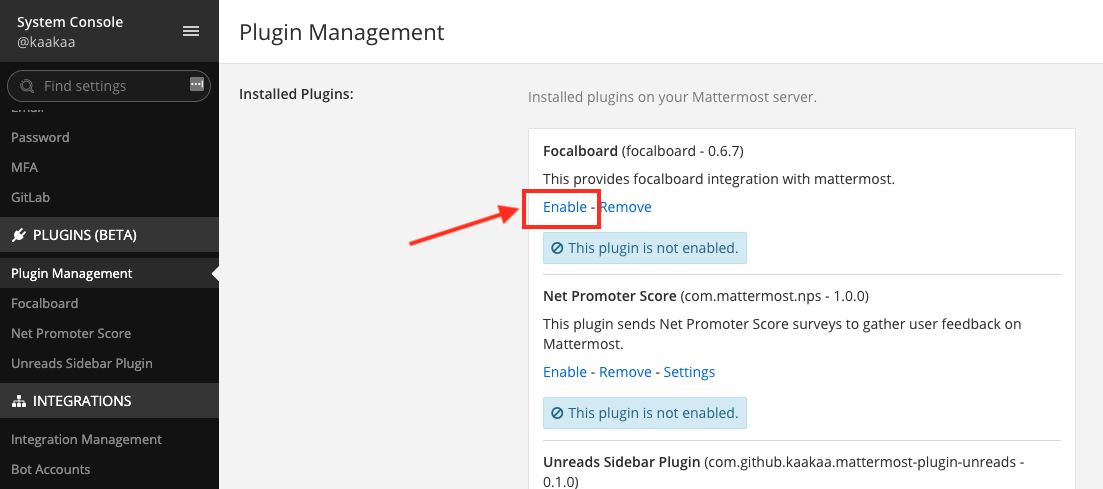 System Console
@kaakaa
Find settings
Email
Password
MFA
GitLab
PLUGINS (BETA)
Plugin Management
Focalboard
Net Promoter Score
Unreads Sidebar Plugin
INTEGRATIONS
Integration Management
Bot Accounts
Plugin Management
Installed Plugins:
Installed plugins on your Mattermost server.
Focalboard (focalboard - 0.6.7)
This provides focalboard integration with mattermost.
Enable - Remove
This plugin is not enabled.
Net Promoter Score (com.mattermost.nps - 1.0.0)
This plugin sends Net Promoter Score surveys to gather user feedback on
Mattermost.
Enable - Remove - Settings
This plugin is not enabled.
Unreads Sidebar Plugin (com.github.kaakaa.mattermost-plugin-unreads -
0.1.0)